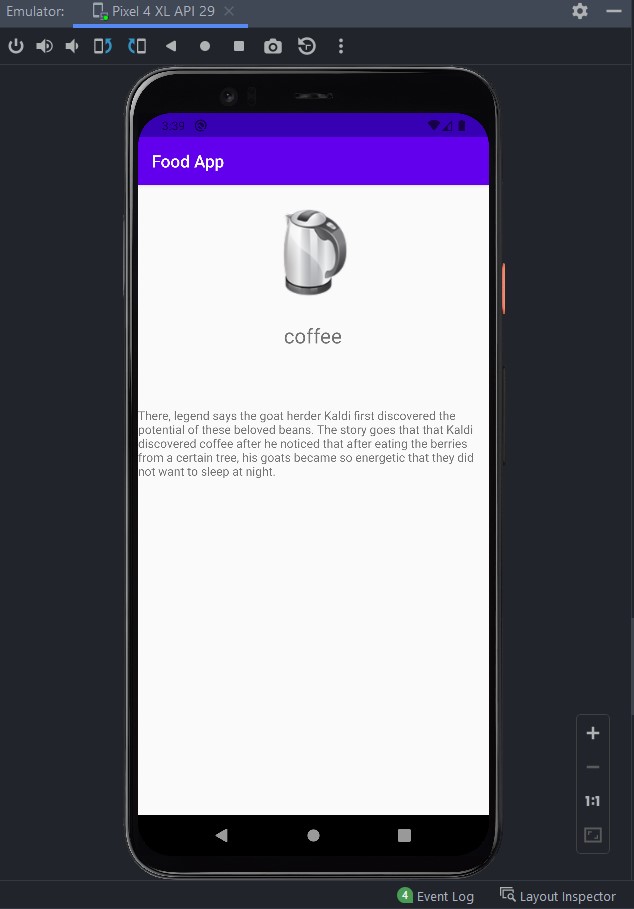 Emulator:
Pixel 4 XL API 29
3:39
Food App
coffee
There, legend says the goat herder Kaldi first discovered the
potential of these beloved beans. The story goes that that Kaldi
discovered coffee after he noticed that after eating the berries
from a certain tree, his goats became so energetic that they did
not want to sleep at night.
1:1
4 Event Log
Layout Inspector